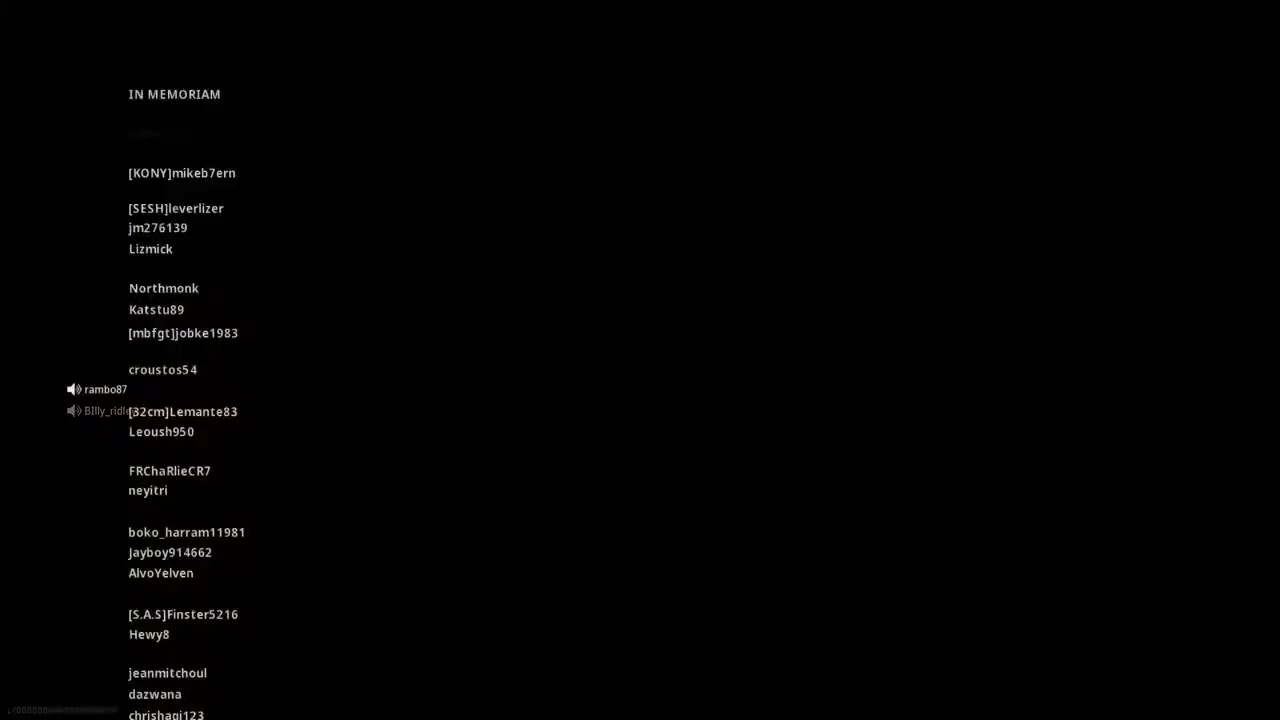 IN MEMORIAM
[KONY]mikeb7ern
[SESH]leverlizer
jm276139
Lizmick
Northmonk
Katstu89
[mbfgt]jobke1983
croustos54
rambo87
[82cm]Lemante83
Leoush950
FRChaRlieCR7
neyitri
boko_harram11981
Jayboy914662
AlvoYelven
[S.A.S]Finster5216
Hewy8
jeanmitchoul
dazwana
chrishagi123